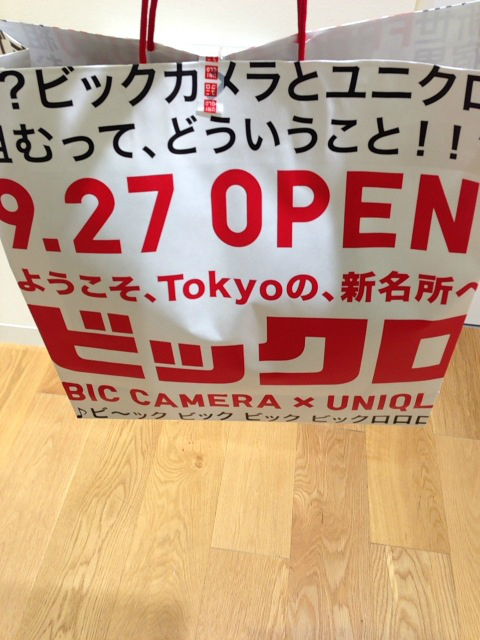 ？ビックカメラとユニクロ
組むって、どういうこと！！
9.27 OPEN
ようこそ、Tokyoの、新名所へ
ビックロ
BIC CAMERA × UNIQL
♪ビ〜ック ビック ビック ビックロロロ